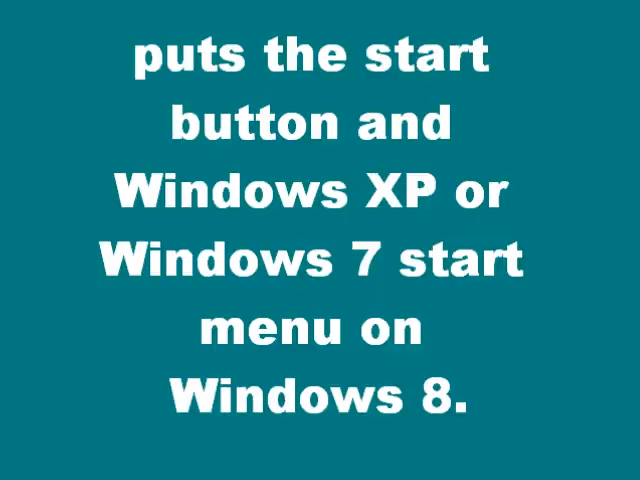 puts the start
button and
Windows XP or
Windows 7 start
menu on
Windows 8.